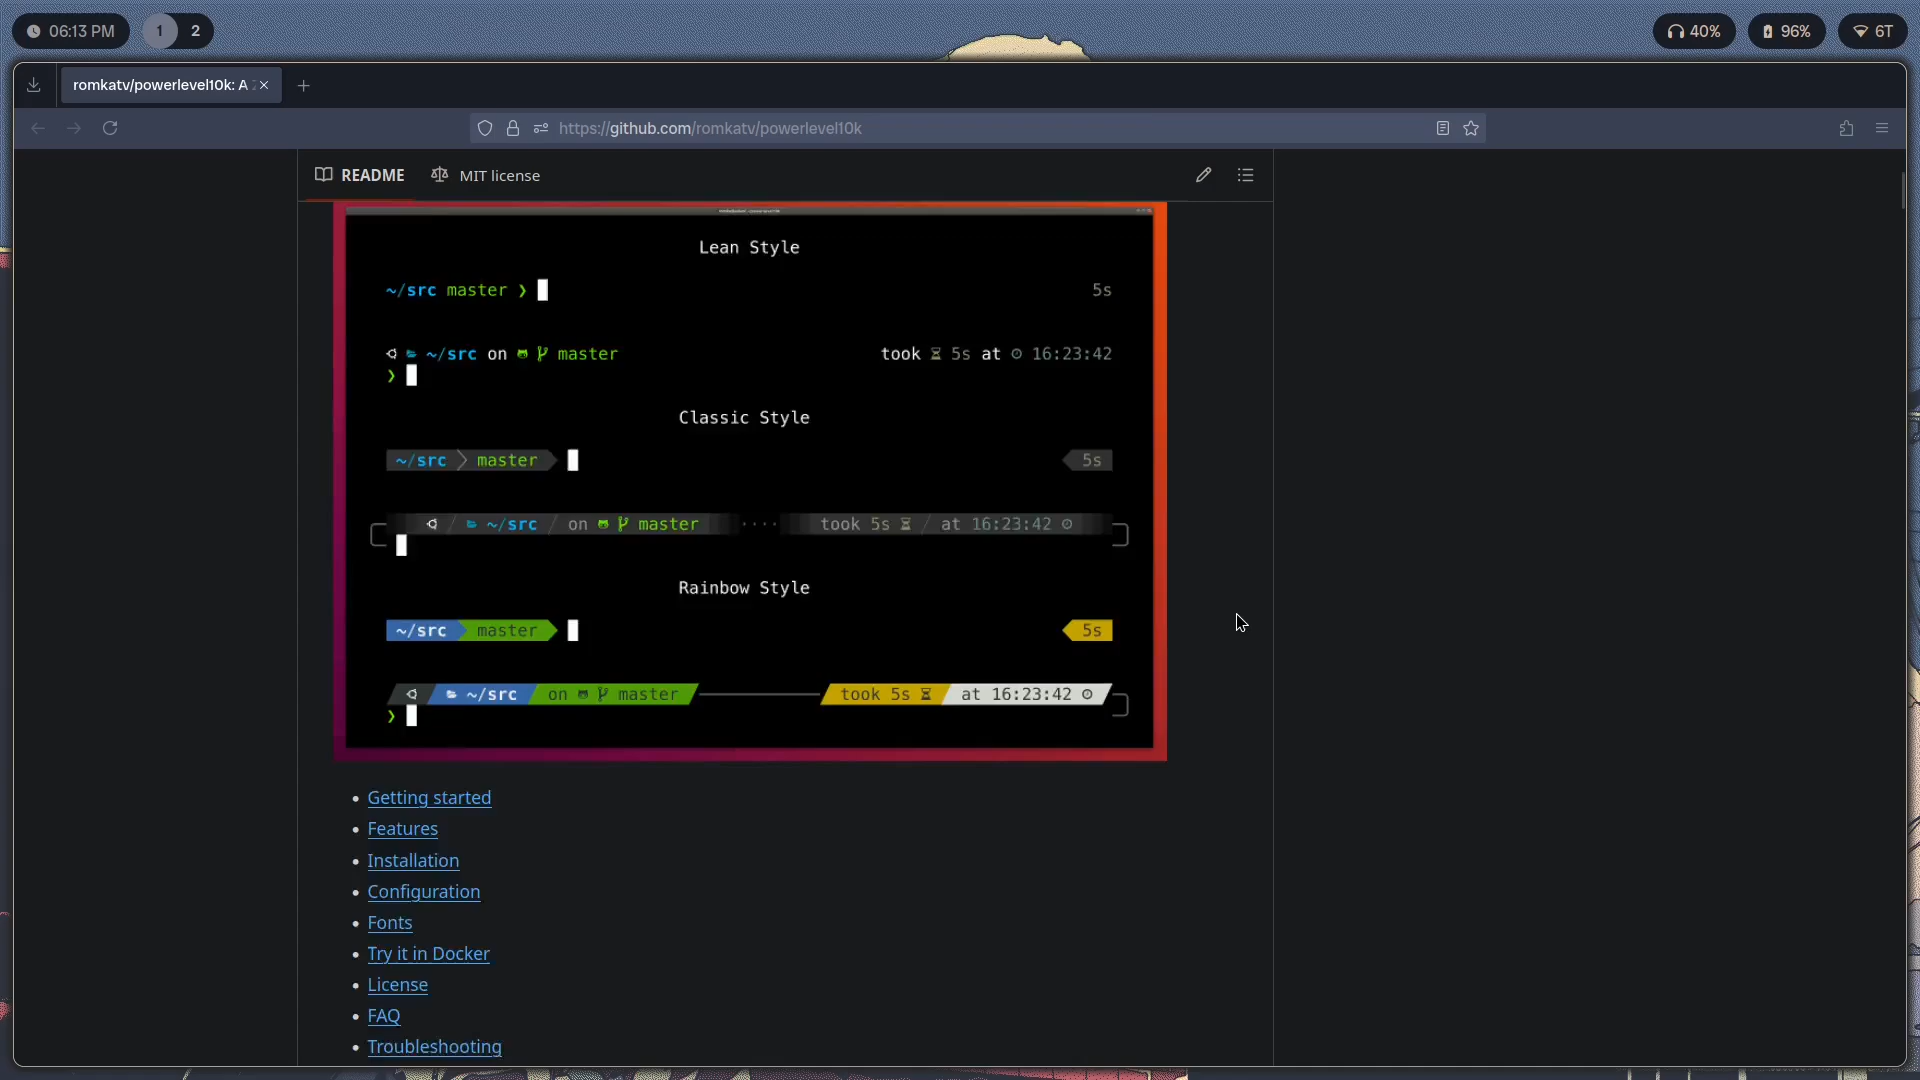 06:13 PM
1
2
40%
96%
6T
romkatv/powerlevel10k: A
https://github.com/romkatv/powerlevel10k
README
MIT license
Lean Style
~/src master ❯
5s
~/src on master
took 5s at 16:23:42
❯
Classic Style
~/src master
5s
~/src on master
took 5s at 16:23:42
Rainbow Style
~/src master
5s
~/src on master
took 5s at 16:23:42
❯
Getting started
Features
Installation
Configuration
Fonts
Try it in Docker
License
FAQ
Troubleshooting